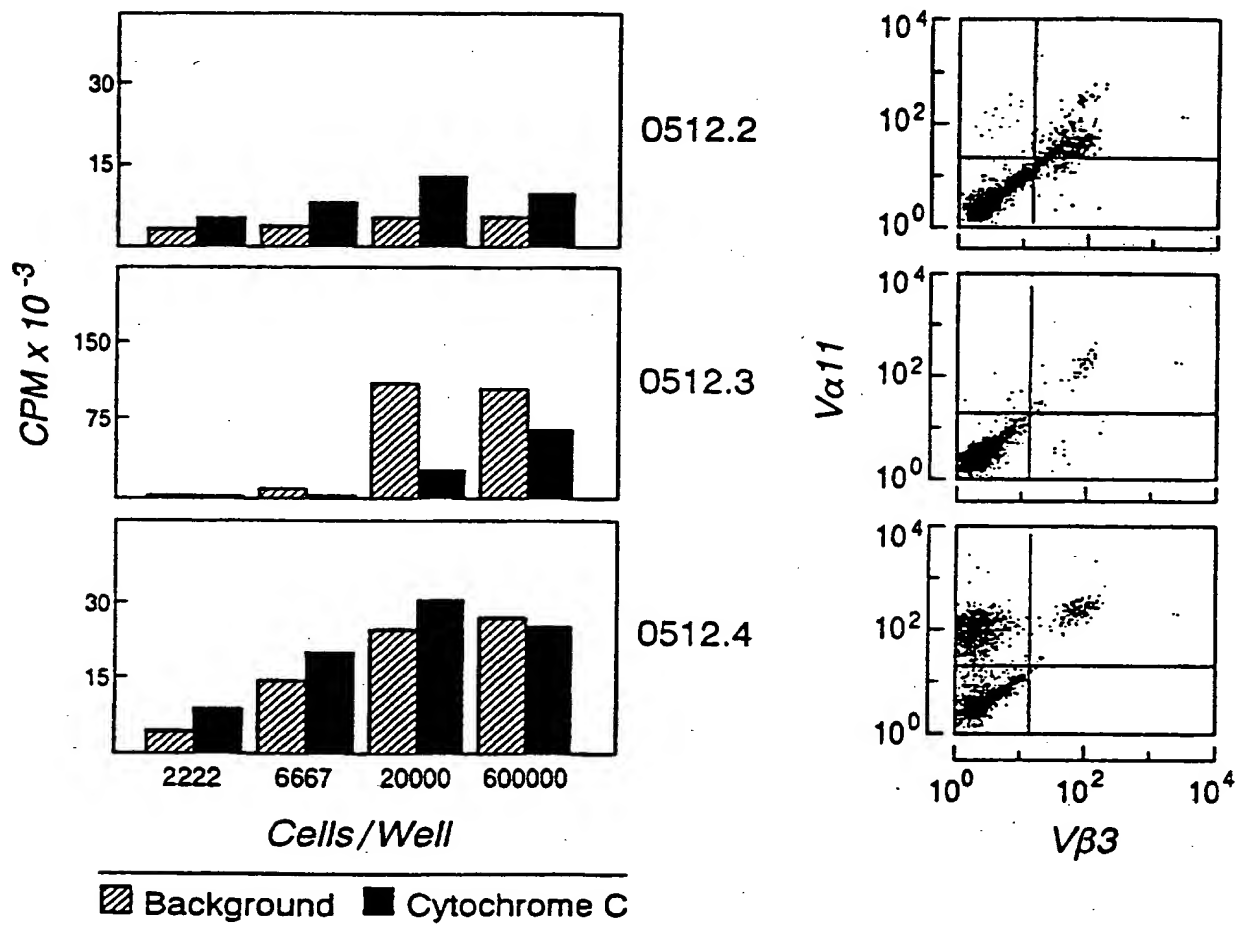 CPM x 10-3
30
15
0512.2
150
75
0512.3
30
15
0512.4
2222 6667 20000 600000
Cells/Well
Background Cytochrome C
Vα11
10⁴
10²
10⁰
10⁴
10²
10⁰
10⁴
10²
10⁰
10⁰ 10² 10⁴
Vβ3